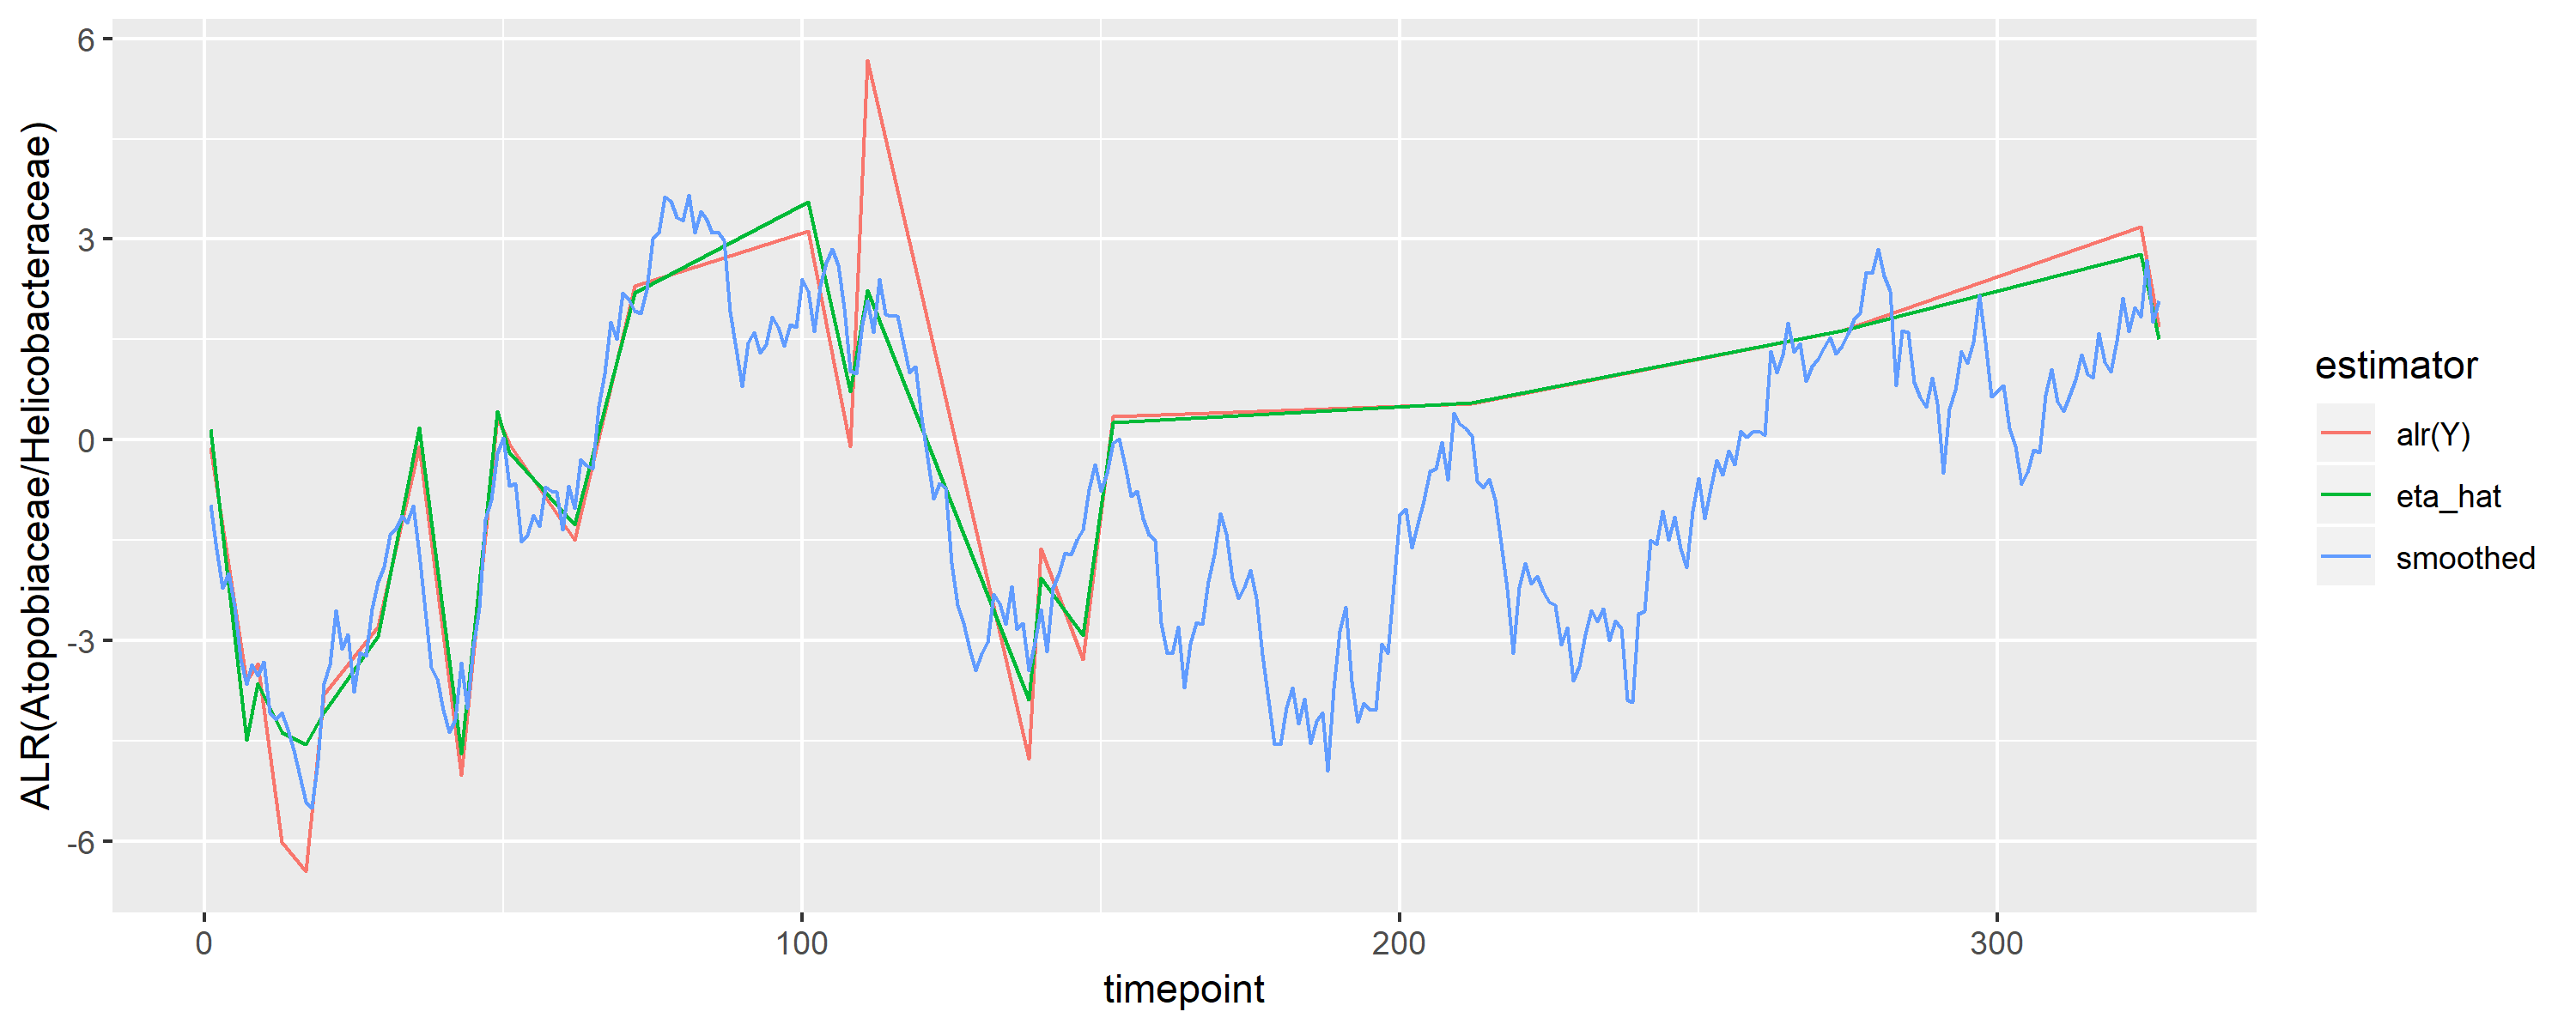 ALR(Atopobiaceae/Helicobacteraceae)
6
3
0
-3
-6
0
100
200
300
timepoint
estimator
alr(Y)
eta_hat
smoothed